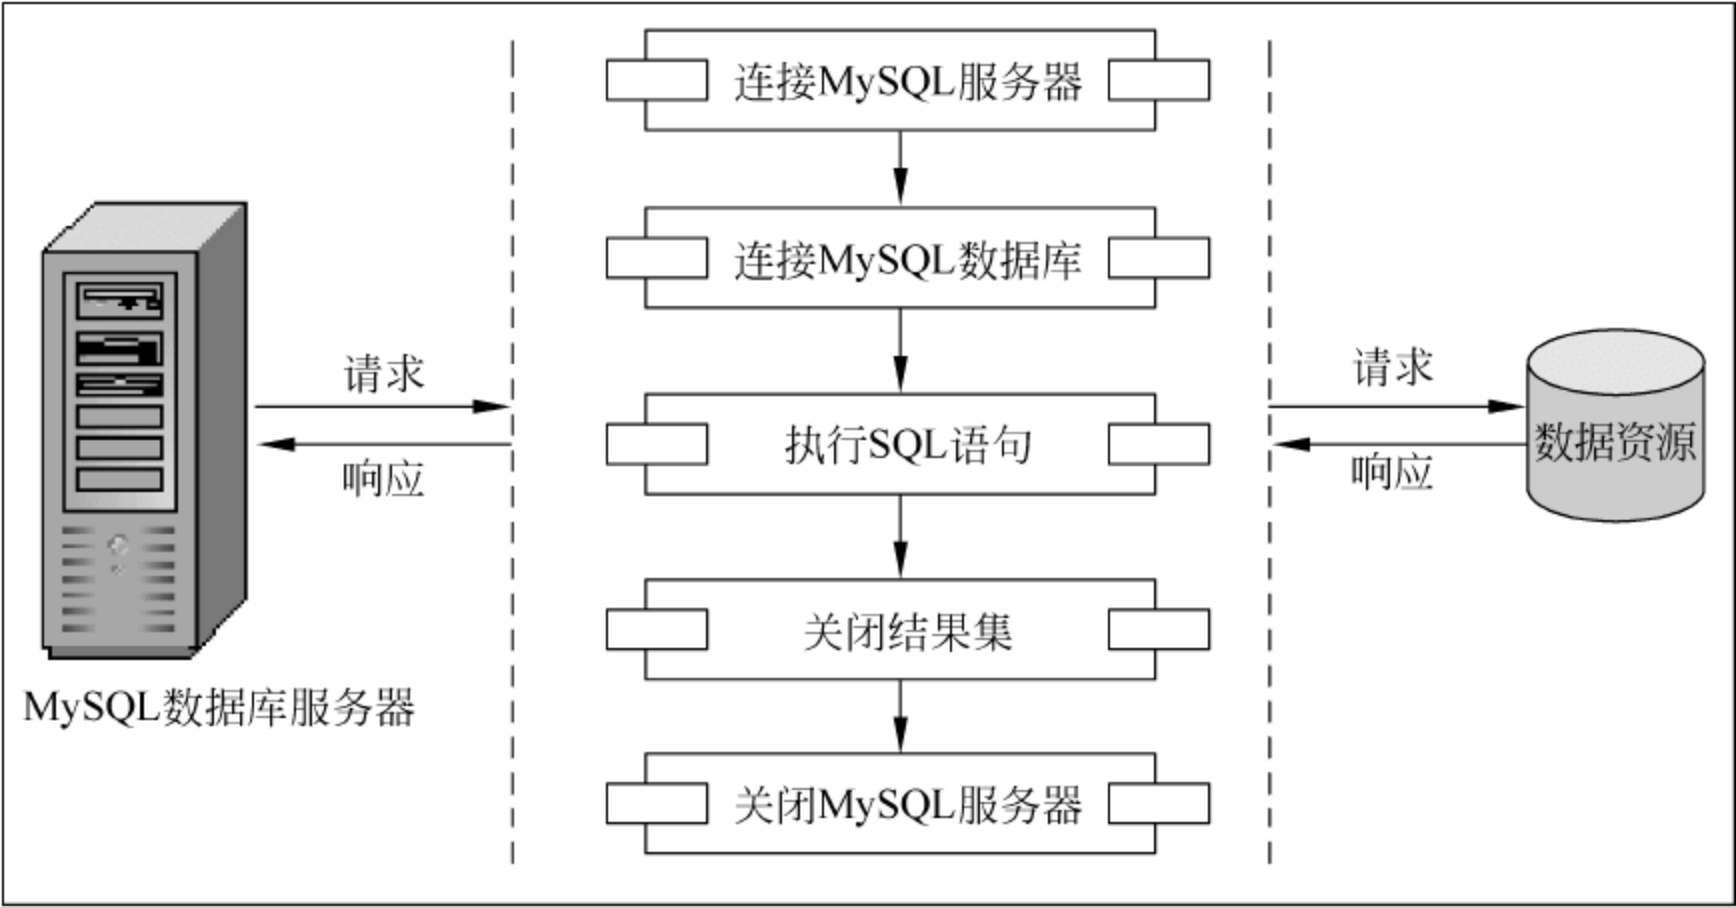 连接MySQL服务器
连接MySQL数据库
请求
响应
执行SQL语句
请求
响应
数据资源
关闭结果集
MySQL数据库服务器
关闭MySQL服务器